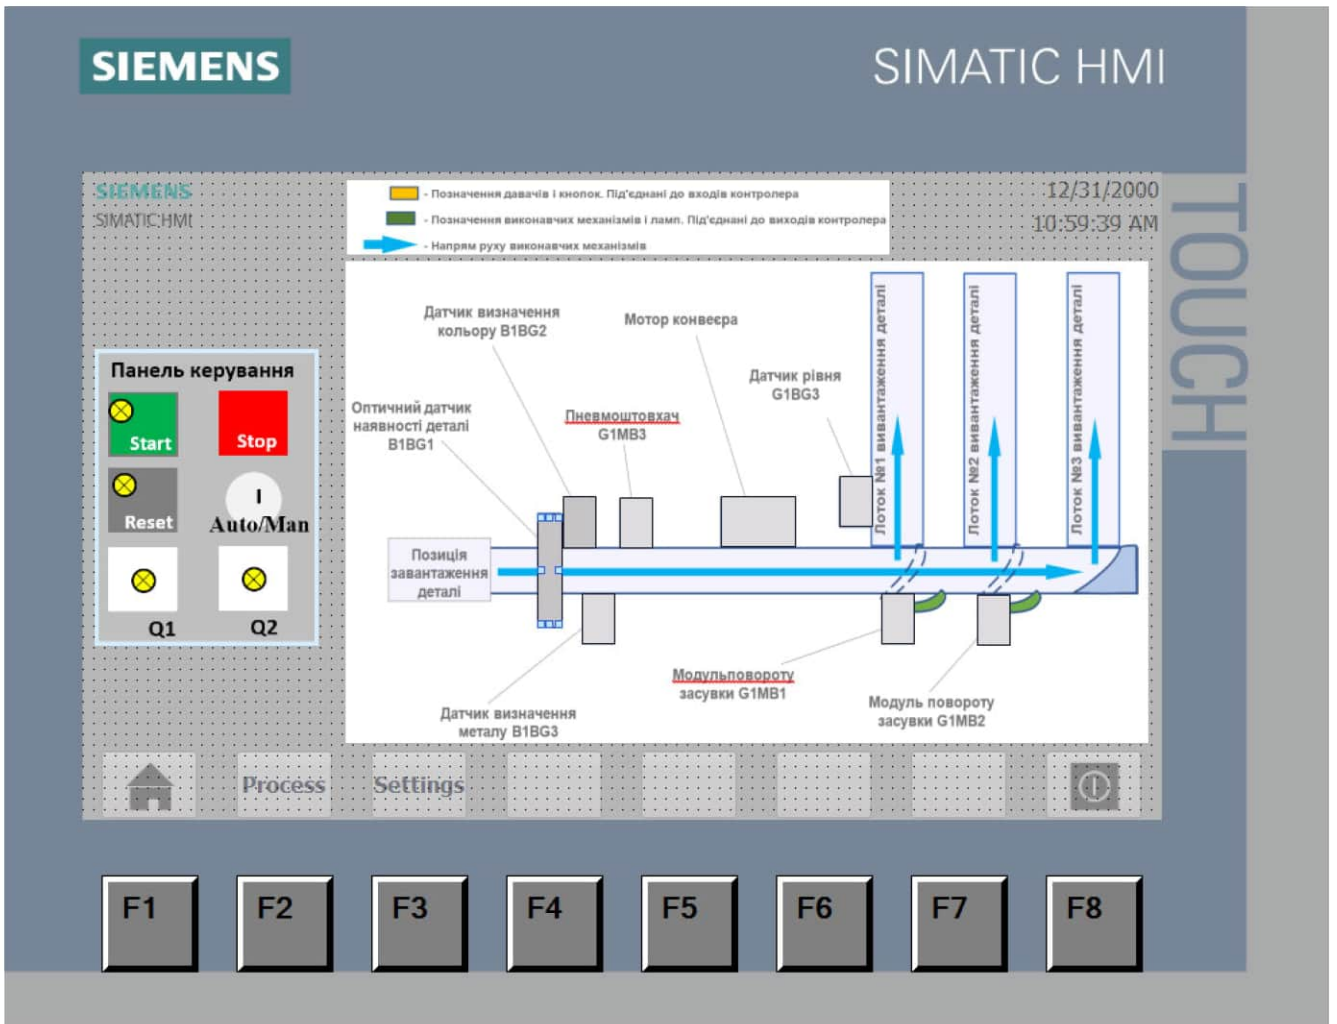 SIEMENS
SIMATIC HMI
TOUCH
SIEMENS
SIMATIC HMI
- Позначення давачів і кнопок. Під'єднані до входів контролера
- Позначення виконавчих механізмів і ламп. Під'єднані до виходів контролера
- Напрям руху виконавчих механізмів
12/31/2000
10:59:39 AM
Панель керування
Start
Stop
Reset
I
Auto/Man
Q1
Q2
Датчик визначення
кольору B1BG2
Мотор конвеєра
Датчик рівня
G1BG3
Оптичний датчик
наявності деталі
B1BG1
Пневмоштовхач
G1MB3
Лоток №1 вивантаження деталі
Лоток №2 вивантаження деталі
Лоток №3 вивантаження деталі
Позиція
завантаження
деталі
Модульповороту
засувки G1MB1
Модуль повороту
засувки G1MB2
Датчик визначення
металу B1BG3
Process
Settings
F1
F2
F3
F4
F5
F6
F7
F8